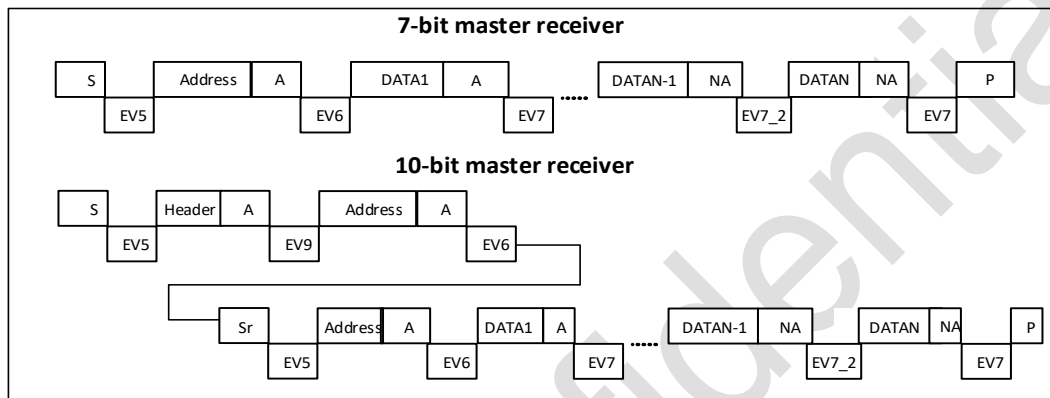 7-bit master receiver
S Address A DATA1 A ..... DATAN-1 NA DATAN NA P
EV5 EV6 EV7 EV7_2 EV7
10-bit master receiver
S Header A Address A
EV5 EV9 EV6
Sr Address A DATA1 A ..... DATAN-1 NA DATAN NA P
EV5 EV6 EV7 EV7_2 EV7
fidentia